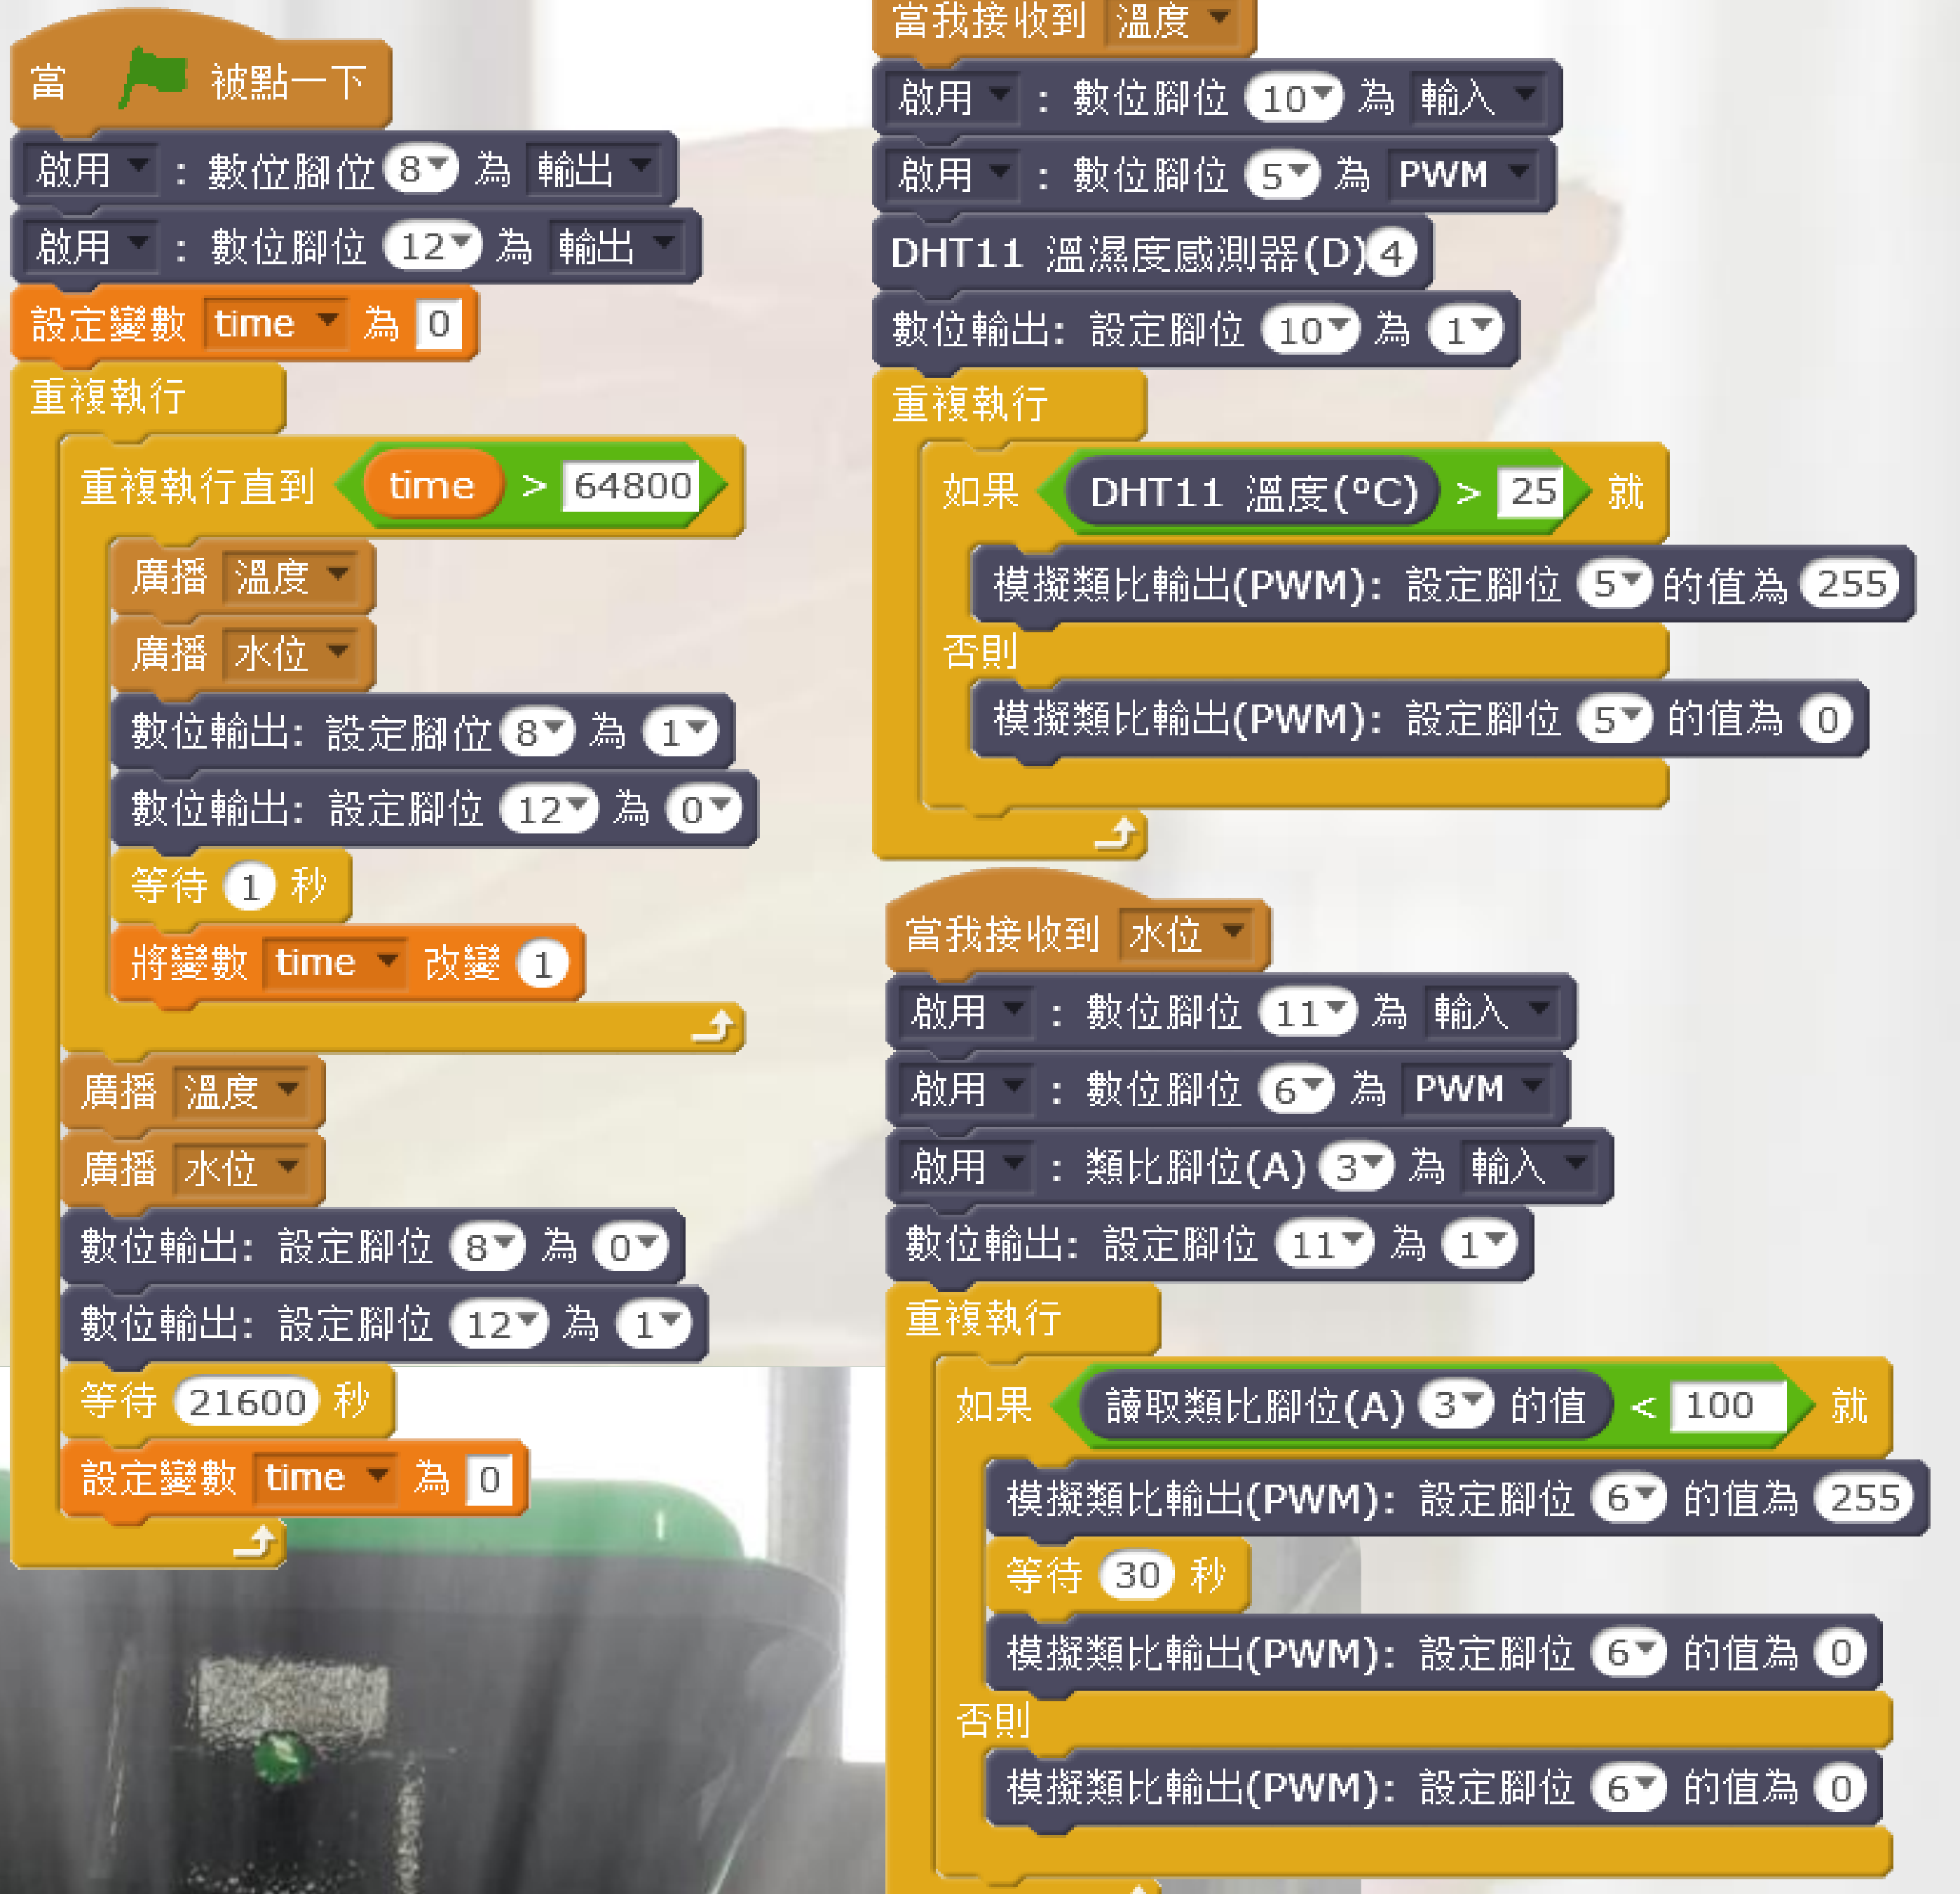 當 被點一下
啟用 : 數位腳位 8 為 輸出
啟用 : 數位腳位 12 為 輸出
設定變數 time 為 0
重複執行
重複執行直到 time > 64800
廣播 溫度
廣播 水位
數位輸出: 設定腳位 8 為 1
數位輸出: 設定腳位 12 為 0
等待 1 秒
將變數 time 改變 1
廣播 溫度
廣播 水位
數位輸出: 設定腳位 8 為 0
數位輸出: 設定腳位 12 為 1
等待 21600 秒
設定變數 time 為 0
當我接收到 溫度
啟用 : 數位腳位 10 為 輸入
啟用 : 數位腳位 5 為 PWM
DHT11 溫濕度感測器(D) 4
數位輸出: 設定腳位 10 為 1
重複執行
如果 DHT11 溫度(°C) > 25 就
模擬類比輸出(PWM): 設定腳位 5 的值為 255
否則
模擬類比輸出(PWM): 設定腳位 5 的值為 0
當我接收到 水位
啟用 : 數位腳位 11 為 輸入
啟用 : 數位腳位 6 為 PWM
啟用 : 類比腳位(A) 3 為 輸入
數位輸出: 設定腳位 11 為 1
重複執行
如果 讀取類比腳位(A) 3 的值 < 100 就
模擬類比輸出(PWM): 設定腳位 6 的值為 255
等待 30 秒
模擬類比輸出(PWM): 設定腳位 6 的值為 0
否則
模擬類比輸出(PWM): 設定腳位 6 的值為 0